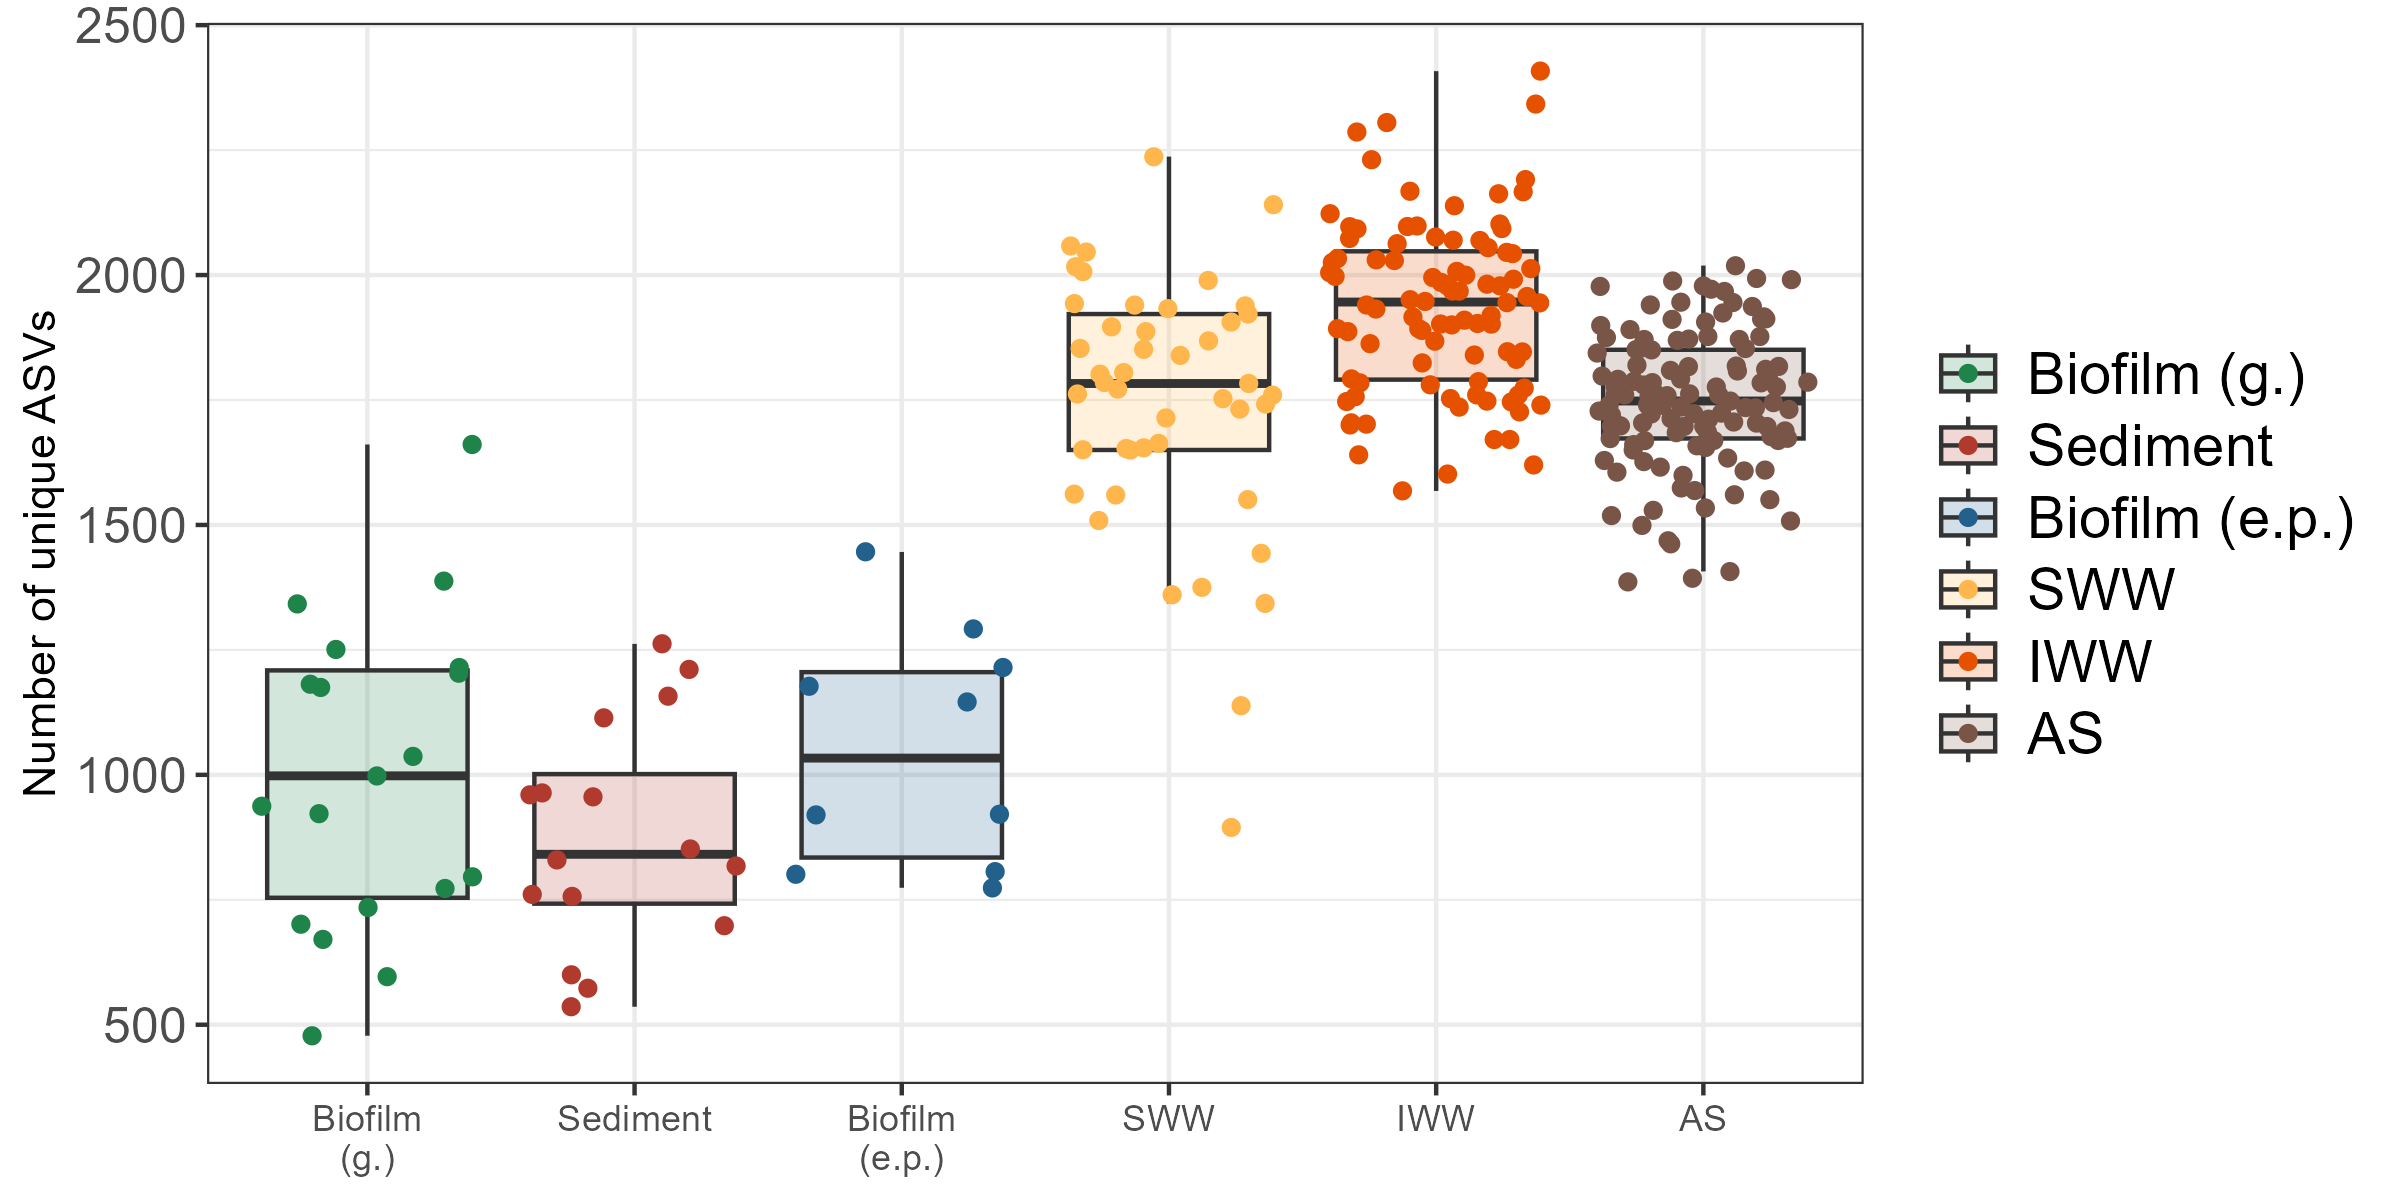 Number of unique ASVs
2500
2000
1500
1000
500
Biofilm
(g.)
Sediment
Biofilm
(e.p.)
SWW
IWW
AS
Biofilm (g.)
Sediment
Biofilm (e.p.)
SWW
IWW
AS